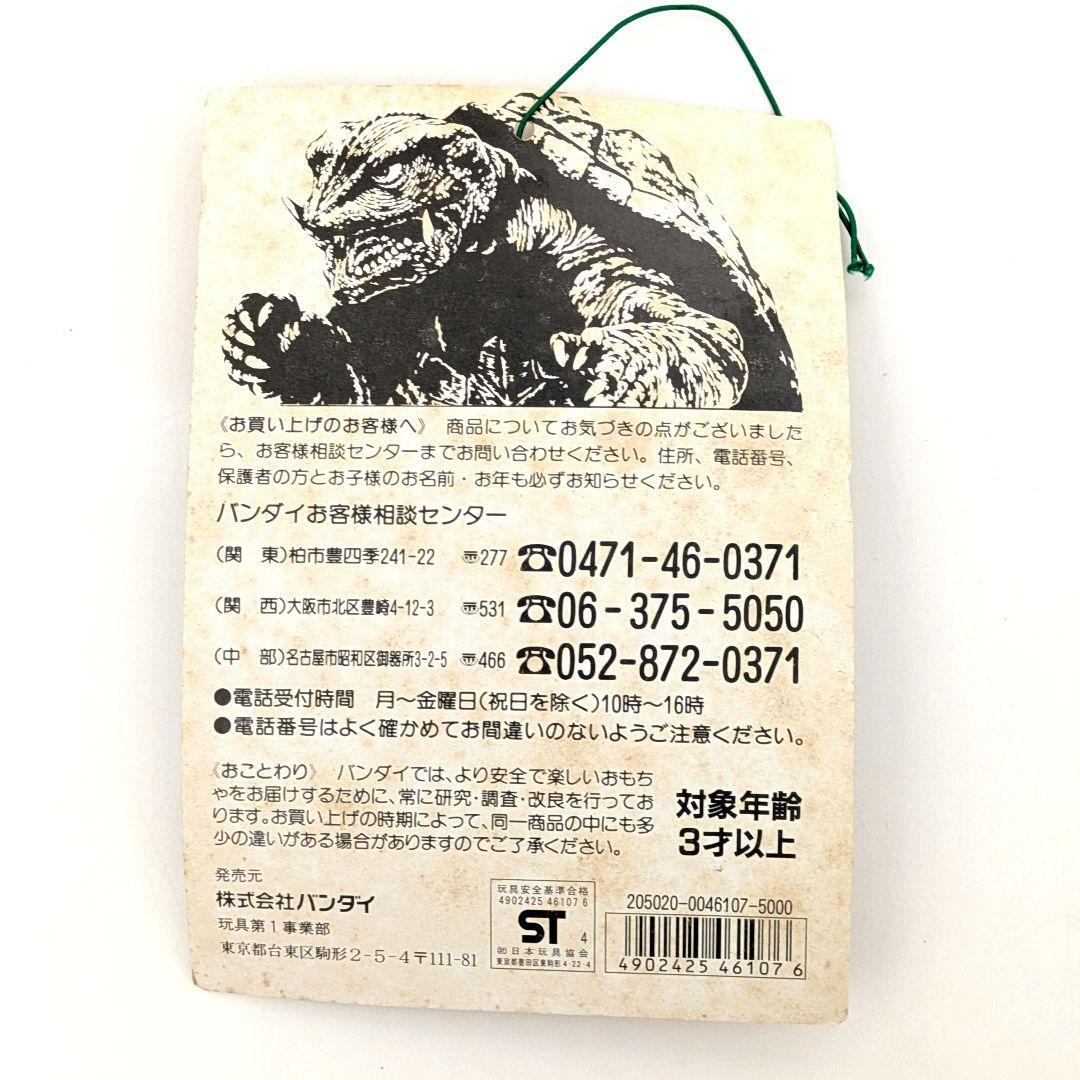 《お買い上げのお客様へ》 商品についてお気づきの点がございました
ら、お客様相談センターまでお問い合わせください。住所、電話番号、
保護者の方とお子様のお名前・お年も必ずお知らせください。
バンダイお客様相談センター
(関 東)柏市豊四季241-22 〠277 ☎0471-46-0371
(関 西)大阪市北区豊崎4-12-3 〠531 ☎06-375-5050
(中 部)名古屋市昭和区御器所3-2-5 〠466 ☎052-872-0371
●電話受付時間 月〜金曜日(祝日を除く)10時〜16時
●電話番号はよく確かめてお間違いのないようご注意ください。
《おことわり》 バンダイでは、より安全で楽しいおもち
ゃをお届けするために、常に研究・調査・改良を行ってお
ります。お買い上げの時期によって、同一商品の中にも多
少の違いがある場合がありますのでご了承ください。
対象年齢
3才以上
発売元
株式会社バンダイ
玩具第1事業部
東京都台東区駒形2-5-4〒111-81
玩具安全基準合格
4902425 46107 6
ST 4
㈳日本玩具協会
東京都墨田区東駒形4-22-4
205020-0046107-5000
4902425 46107 6